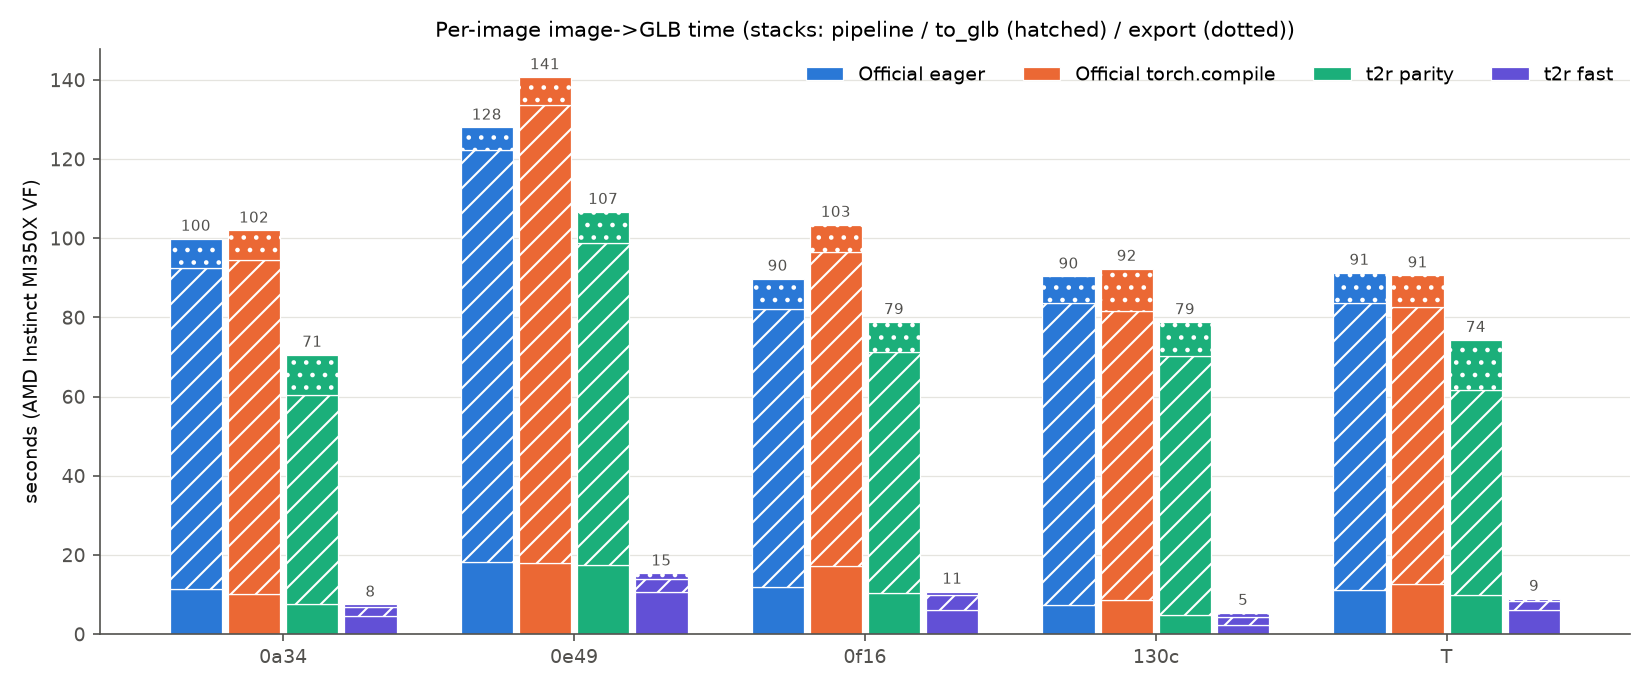 Per-image image->GLB time (stacks: pipeline / to_glb (hatched) / export (dotted))
Official eager
Official torch.compile
t2r parity
t2r fast
seconds (AMD Instinct MI350X VF)
140
120
100
80
60
40
20
0
100
102
71
8
128
141
107
15
90
103
79
11
90
92
79
5
91
91
74
9
0a34
0e49
0f16
130c
T